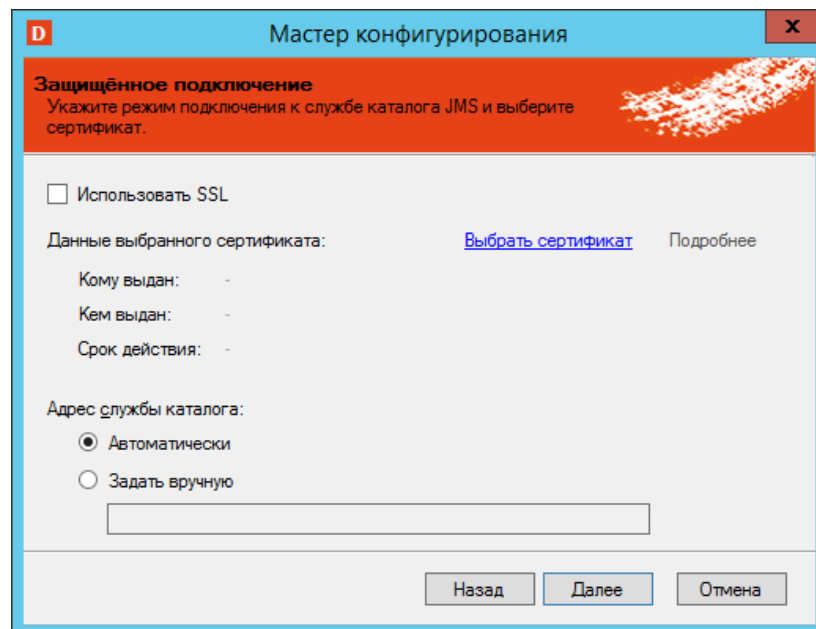 D
Мастер конфигурирования
x
Защищённое подключение
Укажите режим подключения к службе каталога JMS и выберите
сертификат.
Использовать SSL
Данные выбранного сертификата: Выбрать сертификат Подробнее
Кому выдан: -
Кем выдан: -
Срок действия: -
Адрес службы каталога:
Автоматически
Задать вручную
Назад Далее Отмена